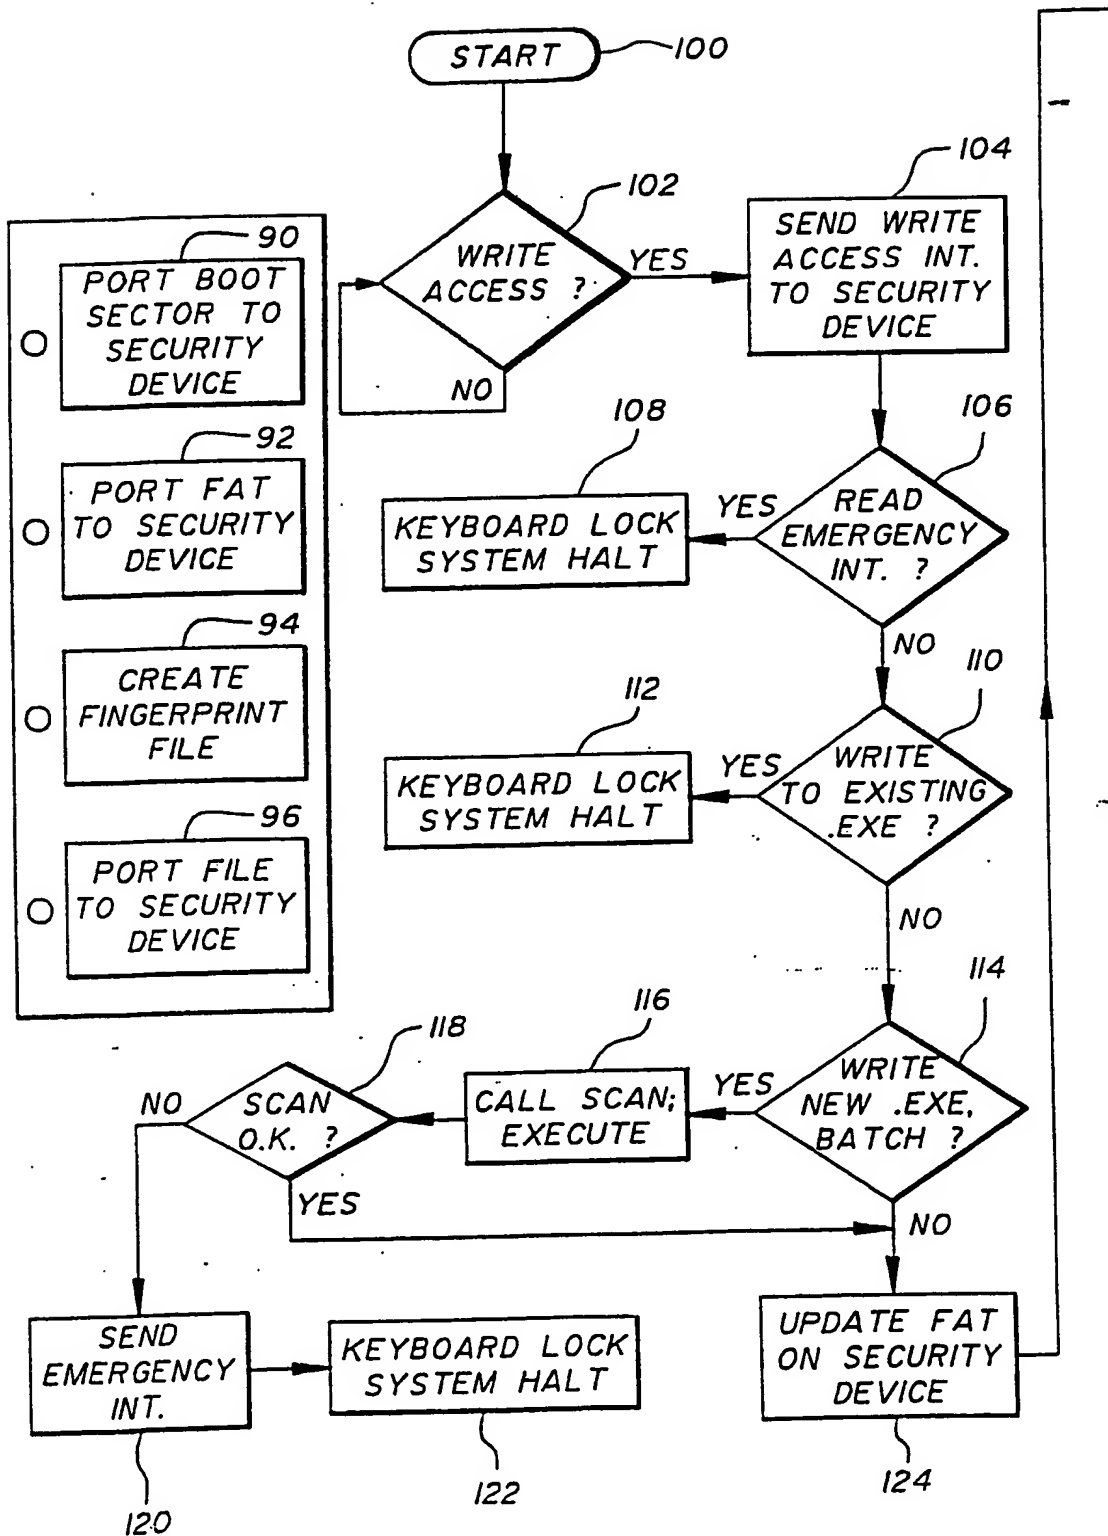 START
100
102
WRITE
ACCESS ?
YES
NO
104
SEND WRITE
ACCESS INT.
TO SECURITY
DEVICE
90
PORT BOOT
SECTOR TO
SECURITY
DEVICE
92
PORT FAT
TO SECURITY
DEVICE
94
CREATE
FINGERPRINT
FILE
96
PORT FILE
TO SECURITY
DEVICE
106
READ
EMERGENCY
INT. ?
YES
NO
108
KEYBOARD LOCK
SYSTEM HALT
110
WRITE
TO EXISTING
.EXE ?
YES
NO
112
KEYBOARD LOCK
SYSTEM HALT
114
WRITE
NEW .EXE,
BATCH ?
YES
NO
116
CALL SCAN;
EXECUTE
118
SCAN
O.K. ?
NO
YES
SEND
EMERGENCY
INT.
120
KEYBOARD LOCK
SYSTEM HALT
122
UPDATE FAT
ON SECURITY
DEVICE
124